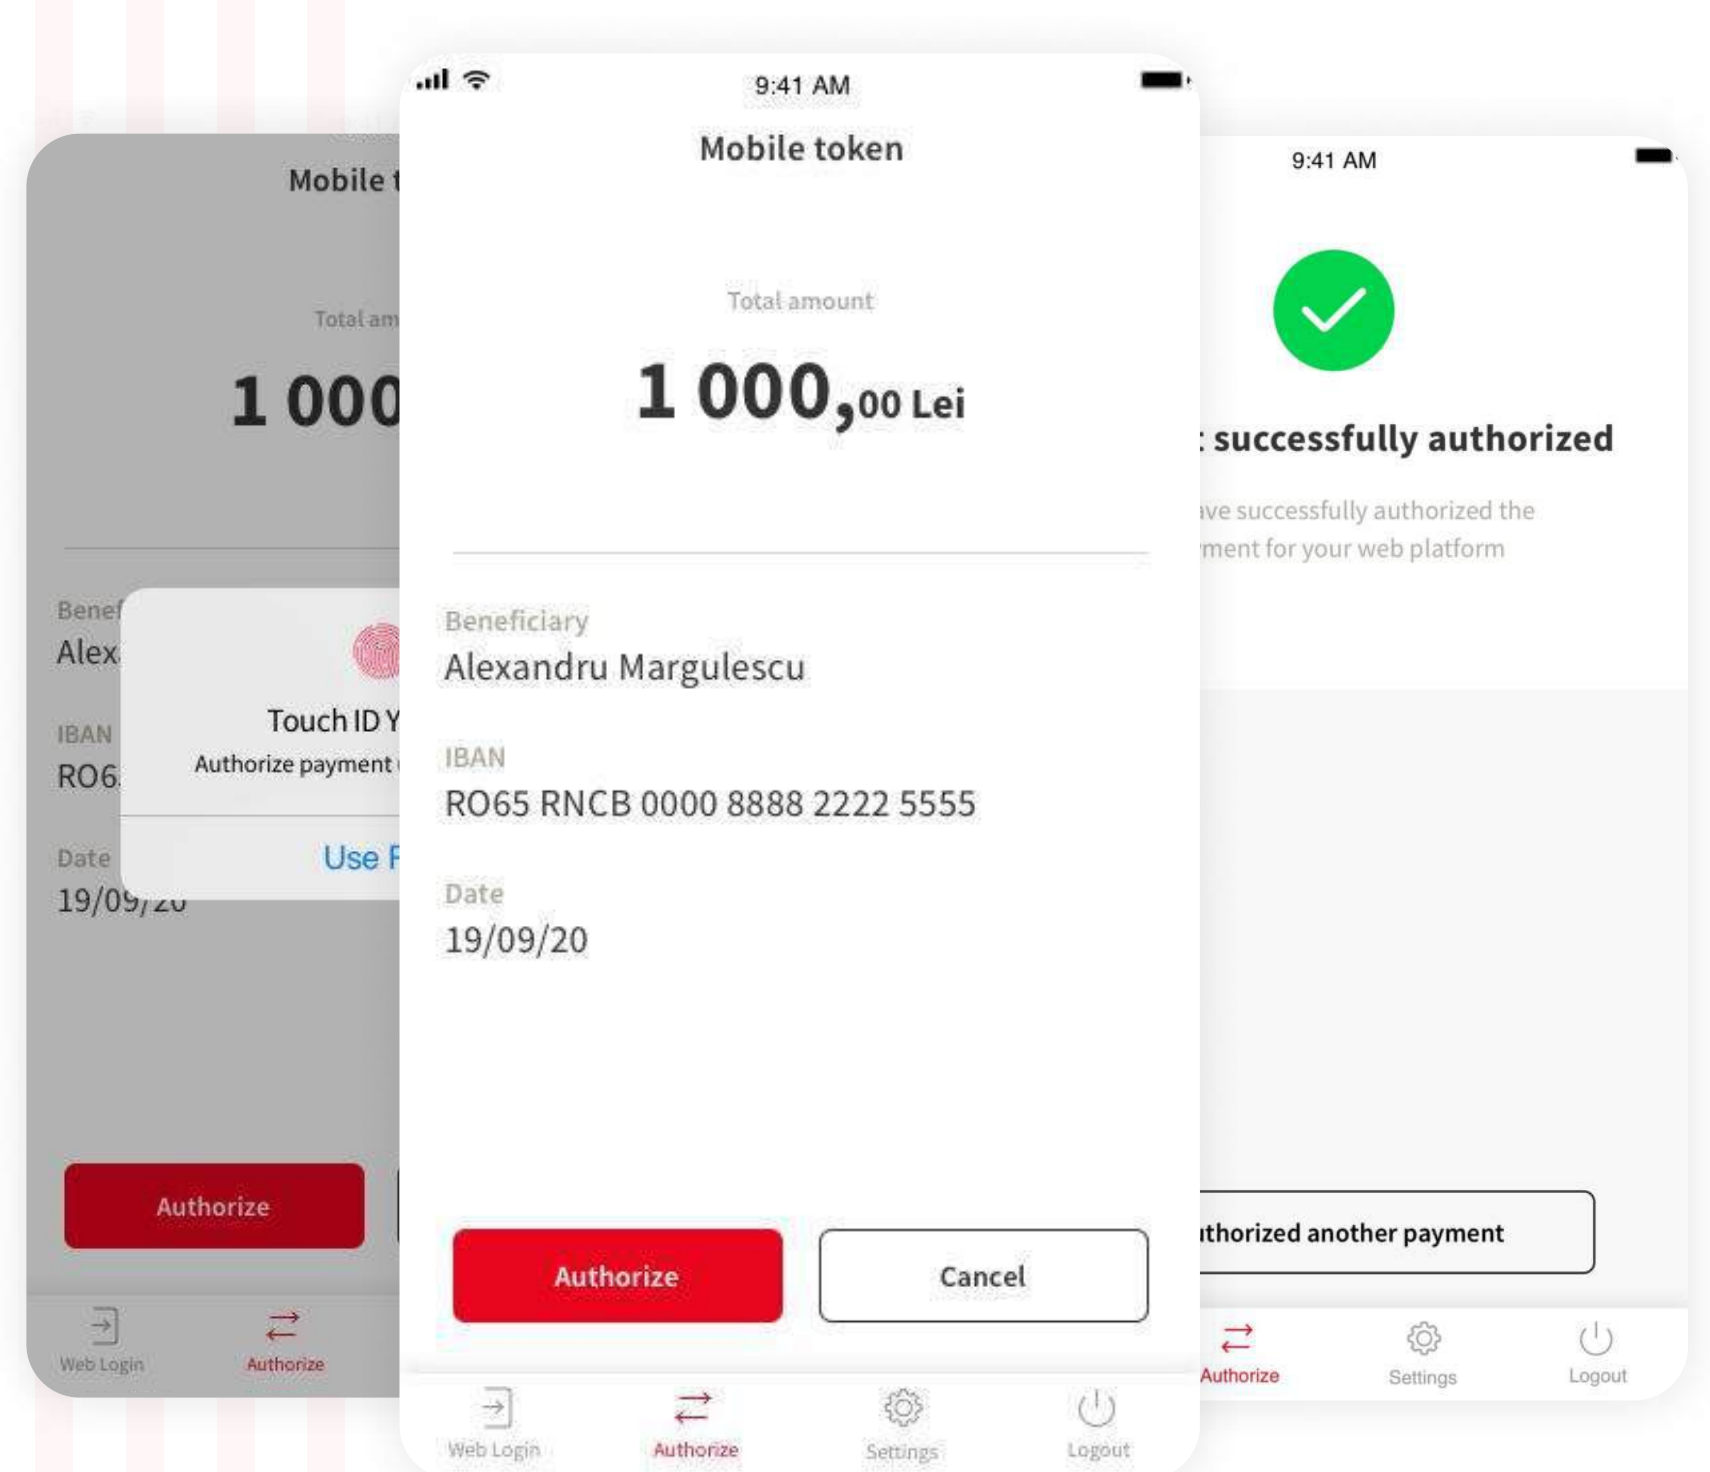 Mobile t
Total am
1 000
Benef
Alex
IBAN
RO6
Date
19/09/20
Touch ID Y
Authorize payment
Use F
Authorize
Web Login
Authorize
9:41 AM
Mobile token
Total amount
1 000,00 Lei
Beneficiary
Alexandru Margulescu
IBAN
RO65 RNCB 0000 8888 2222 5555
Date
19/09/20
Authorize
Cancel
Web Login
Authorize
Settings
Logout
9:41 AM
successfully authorized
ave successfully authorized the
ment for your web platform
uthorized another payment
Authorize
Settings
Logout